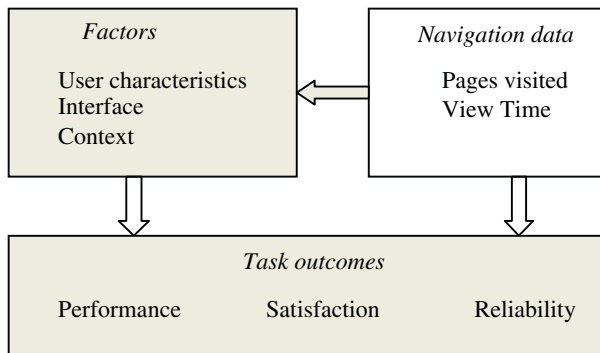 Factors
User characteristics
Interface
Context
Navigation data
Pages visited
View Time
Task outcomes
Performance Satisfaction Reliability